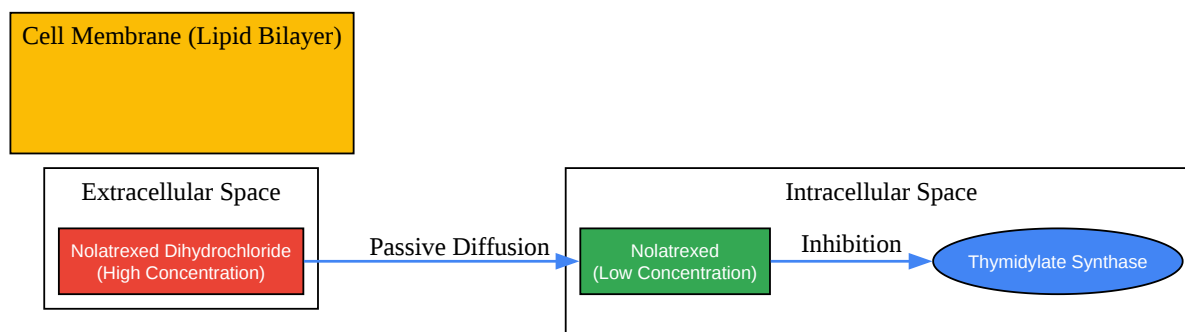 Cell Membrane (Lipid Bilayer)
Extracellular Space
Nolatrexed Dihydrochloride
(High Concentration)
Passive Diffusion
Intracellular Space
Nolatrexed
(Low Concentration)
Inhibition
Thymidylate Synthase